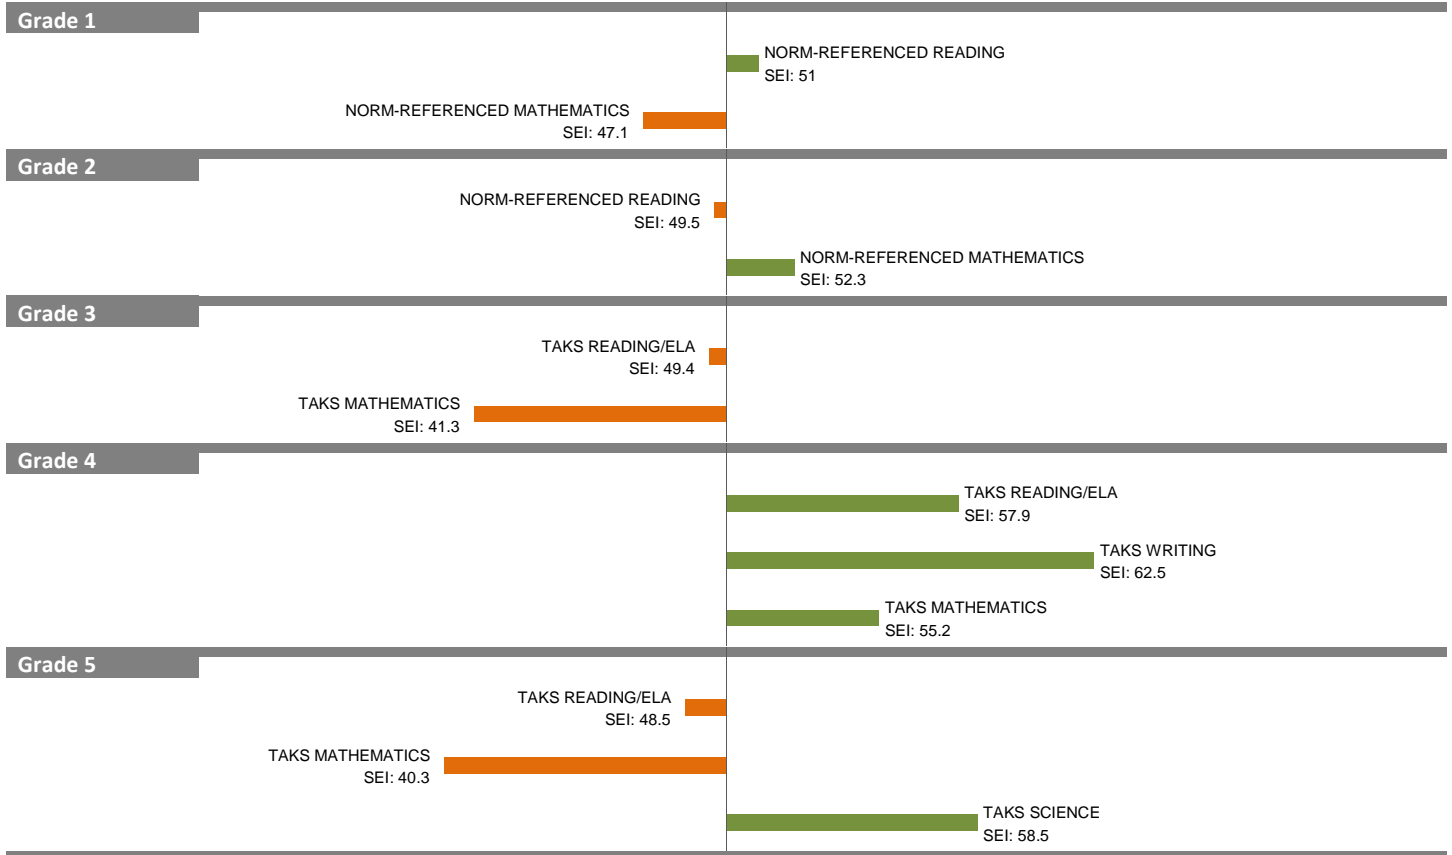 Grade 1
NORM-REFERENCED READING
SEI: 51
NORM-REFERENCED MATHEMATICS
SEI: 47.1
Grade 2
NORM-REFERENCED READING
SEI: 49.5
NORM-REFERENCED MATHEMATICS
SEI: 52.3
Grade 3
TAKS READING/ELA
SEI: 49.4
TAKS MATHEMATICS
SEI: 41.3
Grade 4
TAKS READING/ELA
SEI: 57.9
TAKS WRITING
SEI: 62.5
TAKS MATHEMATICS
SEI: 55.2
Grade 5
TAKS READING/ELA
SEI: 48.5
TAKS MATHEMATICS
SEI: 40.3
TAKS SCIENCE
SEI: 58.5